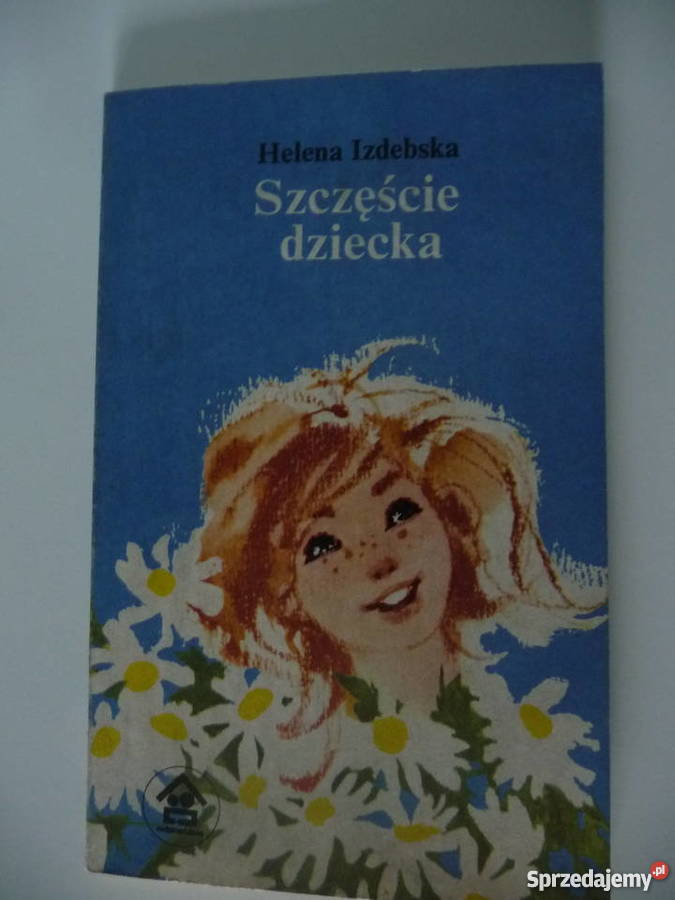 Helena Izdebska
Szczęście
dziecka
Sprzedajemy.pl